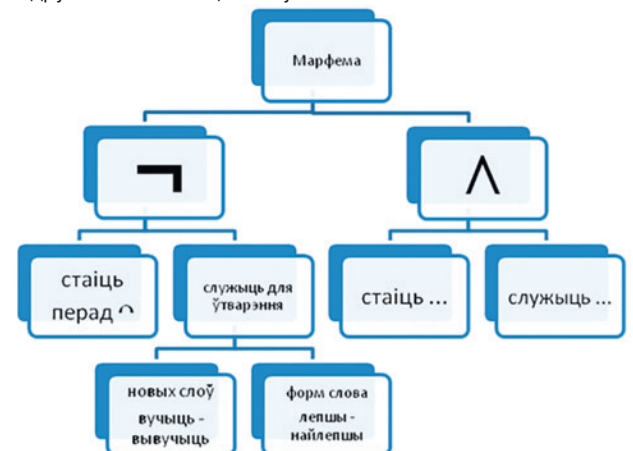 Марфема
¬
∧
стаіць
перад ⌒
служыць для
ўтварэння
стаіць ...
служыць ...
новых слоў
вучыць -
вывучыць
форм слова
лепшы -
найлепшы